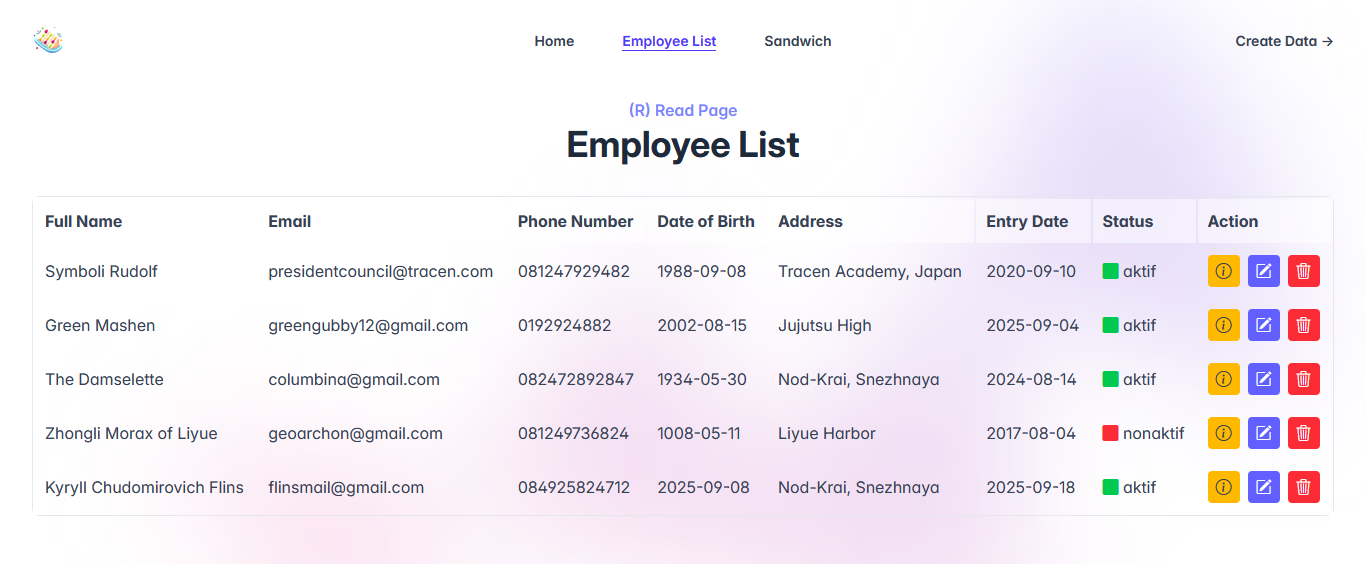 Home Employee List Sandwich Create Data →
(R) Read Page
Employee List
Full Name Email Phone Number Date of Birth Address Entry Date Status Action
Symboli Rudolf presidentcouncil@tracen.com 081247929482 1988-09-08 Tracen Academy, Japan 2020-09-10 aktif
Green Mashen greengubby12@gmail.com 0192924882 2002-08-15 Jujutsu High 2025-09-04 aktif
The Damselette columbina@gmail.com 082472892847 1934-05-30 Nod-Krai, Snezhnaya 2024-08-14 aktif
Zhongli Morax of Liyue geoarchon@gmail.com 081249736824 1008-05-11 Liyue Harbor 2017-08-04 nonaktif
Kyryll Chudomirovich Flins flinsmail@gmail.com 084925824712 2025-09-08 Nod-Krai, Snezhnaya 2025-09-18 aktif